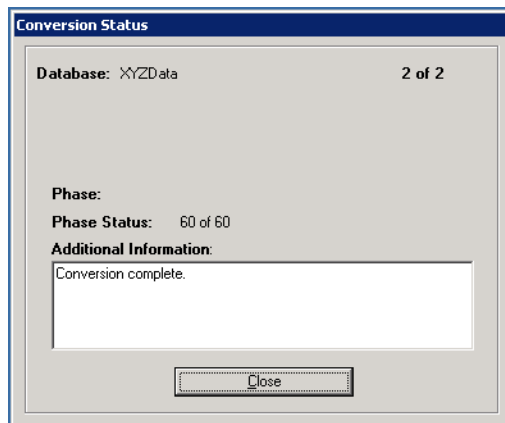 Conversion Status
Database: XYZData 2 of 2
Phase:
Phase Status: 60 of 60
Additional Information:
Conversion complete.
Close